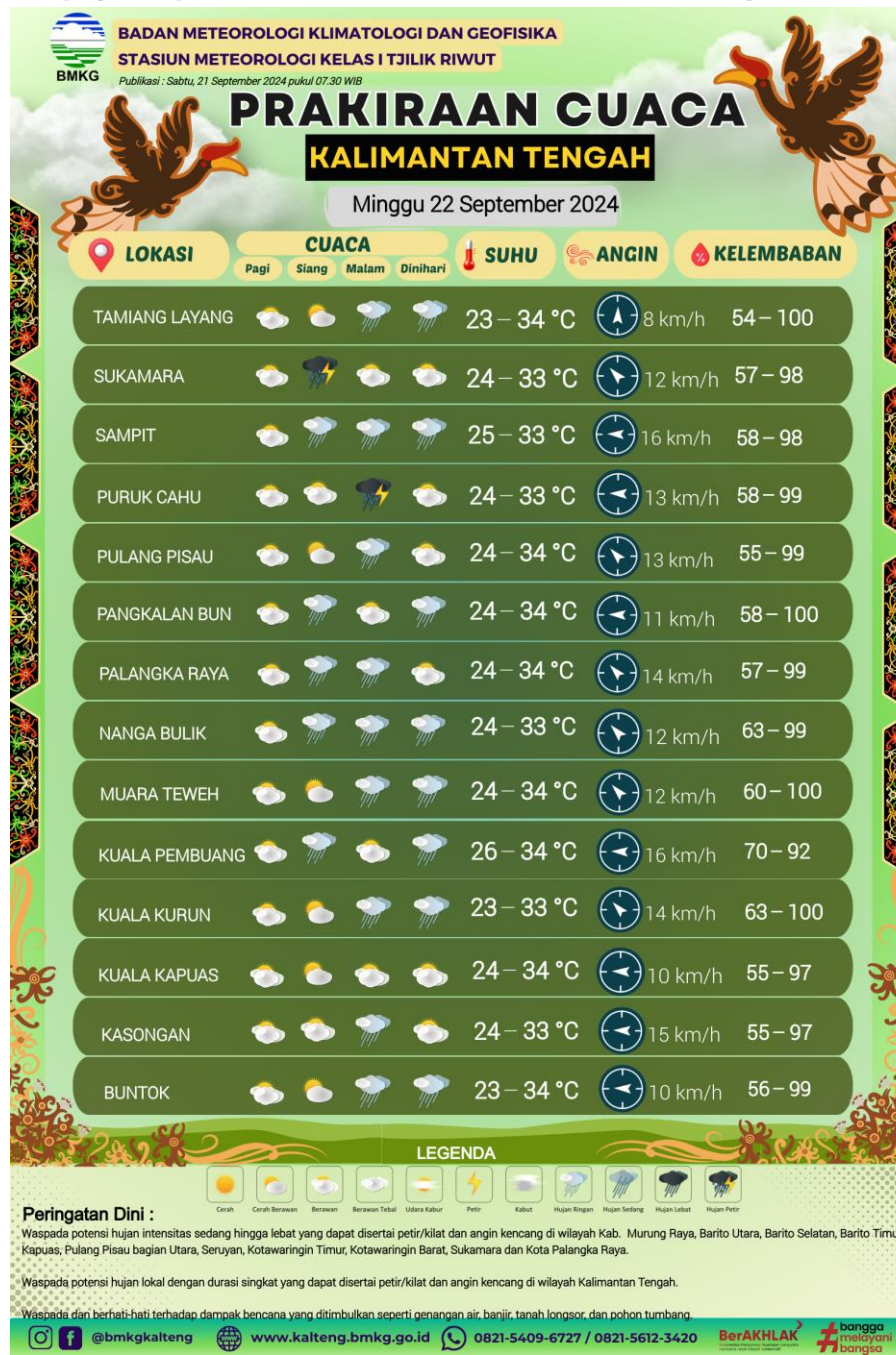 BMKG
BADAN METEOROLOGI KLIMATOLOGI DAN GEOFISIKA
STASIUN METEOROLOGI KELAS I TJILIK RIWUT
Publikasi : Sabtu, 21 September 2024 pukul 07.30 WIB
PRAKIRAAN CUACA
KALIMANTAN TENGAH
Minggu 22 September 2024
LOKASI CUACA SUHU ANGIN % KELEMBABAN
Pagi Siang Malam Dinihari
TAMIANG LAYANG 23 – 34 °C 8 km/h 54 – 100
SUKAMARA 24 – 33 °C 12 km/h 57 – 98
SAMPIT 25 – 33 °C 16 km/h 58 – 98
PURUK CAHU 24 – 33 °C 13 km/h 58 – 99
PULANG PISAU 24 – 34 °C 13 km/h 55 – 99
PANGKALAN BUN 24 – 34 °C 11 km/h 58 – 100
PALANGKA RAYA 24 – 34 °C 14 km/h 57 – 99
NANGA BULIK 24 – 33 °C 12 km/h 63 – 99
MUARA TEWEH 24 – 34 °C 12 km/h 60 – 100
KUALA PEMBUANG 26 – 34 °C 16 km/h 70 – 92
KUALA KURUN 23 – 33 °C 14 km/h 63 – 100
KUALA KAPUAS 24 – 34 °C 10 km/h 55 – 97
KASONGAN 24 – 33 °C 15 km/h 55 – 97
BUNTOK 23 – 34 °C 10 km/h 56 – 99
LEGENDA
Cerah Cerah Berawan Berawan Berawan Tebal Udara Kabur Petir Kabut Hujan Ringan Hujan Sedang Hujan Lebat Hujan Petir
Peringatan Dini :
Waspada potensi hujan intensitas sedang hingga lebat yang dapat disertai petir/kilat dan angin kencang di wilayah Kab. Murung Raya, Barito Utara, Barito Selatan, Barito Timu
Kapuas, Pulang Pisau bagian Utara, Seruyan, Kotawaringin Timur, Kotawaringin Barat, Sukamara dan Kota Palangka Raya.
Waspada potensi hujan lokal dengan durasi singkat yang dapat disertai petir/kilat dan angin kencang di wilayah Kalimantan Tengah.
Waspada dan berhati-hati terhadap dampak bencana yang ditimbulkan seperti genangan air, banjir, tanah longsor, dan pohon tumbang.
@bmkgkalteng www.kalteng.bmkg.go.id 0821-5409-6727 / 0821-5612-3420 BerAKHLAK
#bangga
melayani
bangsa